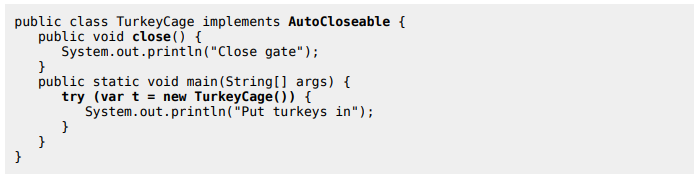 public class TurkeyCage implements AutoCloseable {
   public void close() {
      System.out.println("Close gate");
   }
   public static void main(String[] args) {
      try (var t = new TurkeyCage()) {
         System.out.println("Put turkeys in");
      }
   }
}